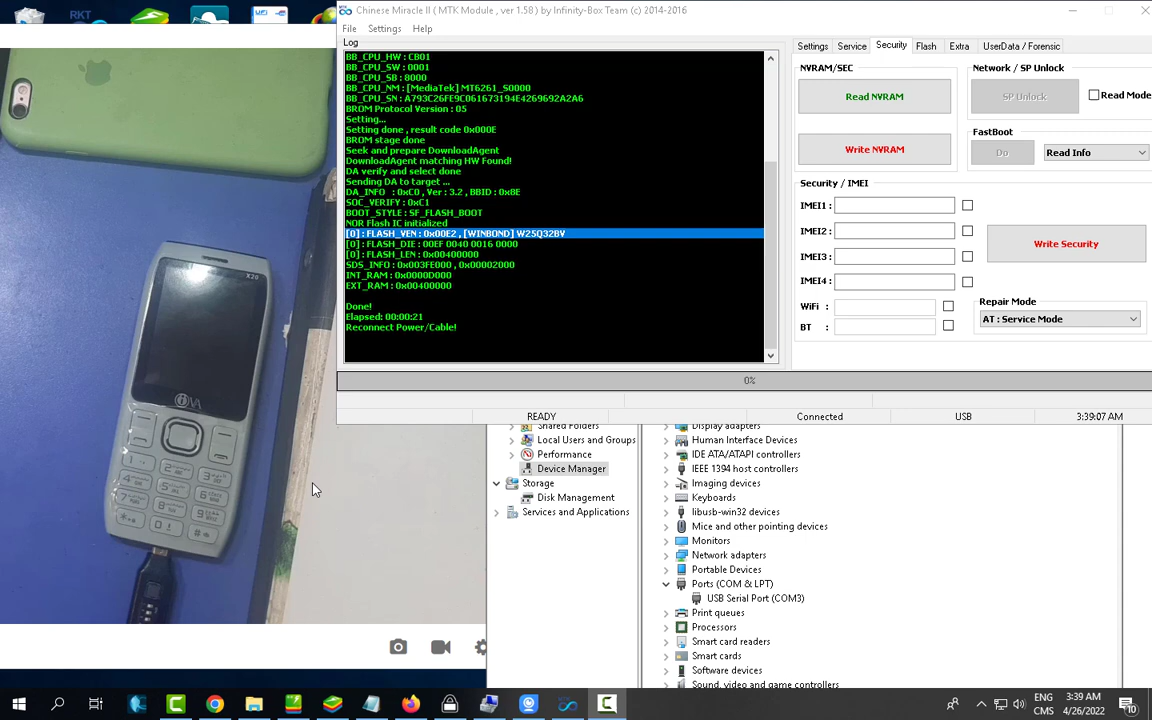 RKT
Chinese Miracle II ( MTK Module , ver 1.58 ) by Infinity-Box Team (c) 2014-2016
File Settings Help
Log
BB_CPU_HW : CB01
BB_CPU_SW : 0001
BB_CPU_SB : 8000
BB_CPU_NM : [MediaTek] MT6261_S0000
BB_CPU_SN : A793C26FE9C061673194E4269692A2A6
BROM Protocol Version : 05
Setting...
Setting done , result code 0x000E
BROM stage done
Seek and prepare DownloadAgent
DownloadAgent matching HW Found!
DA verify and select done
Sending DA to target ...
DA_INFO : 0xC0 , Ver : 3.2 , BBID : 0x8E
SOC_VERIFY : 0xC1
BOOT_STYLE : SF_FLASH_BOOT
NOR Flash IC initialized
[0] : FLASH_VEN : 0x00E2 , [WINBOND] W25Q32BV
[0] : FLASH_DIE : 00EF 0040 0016 0000
[0] : FLASH_LEN : 0x00400000
SDS_INFO : 0x003FE000 , 0x00002000
INT_RAM : 0x0000D000
EXT_RAM : 0x00400000
Done!
Elapsed: 00:00:21
Reconnect Power/Cable!
Settings Service Security Flash Extra UserData / Forensic
NVRAM/SEC
Read NVRAM
Write NVRAM
Network / SP Unlock
SP Unlock
Read Mode
FastBoot
Do
Read Info
Security / IMEI
IMEI1 :
IMEI2 :
IMEI3 :
IMEI4 :
Write Security
WiFi :
BT :
Repair Mode
AT : Service Mode
0%
READY Connected USB 3:39:07 AM
Shared Folders
Local Users and Groups
Performance
Device Manager
Storage
Disk Management
Services and Applications
Display adapters
Human Interface Devices
IDE ATA/ATAPI controllers
IEEE 1394 host controllers
Imaging devices
Keyboards
libusb-win32 devices
Mice and other pointing devices
Monitors
Network adapters
Portable Devices
Ports (COM & LPT)
USB Serial Port (COM3)
Print queues
Processors
Smart card readers
Smart cards
Software devices
Sound, video and game controllers
X20
ENG
CMS
3:39 AM
4/26/2022
10